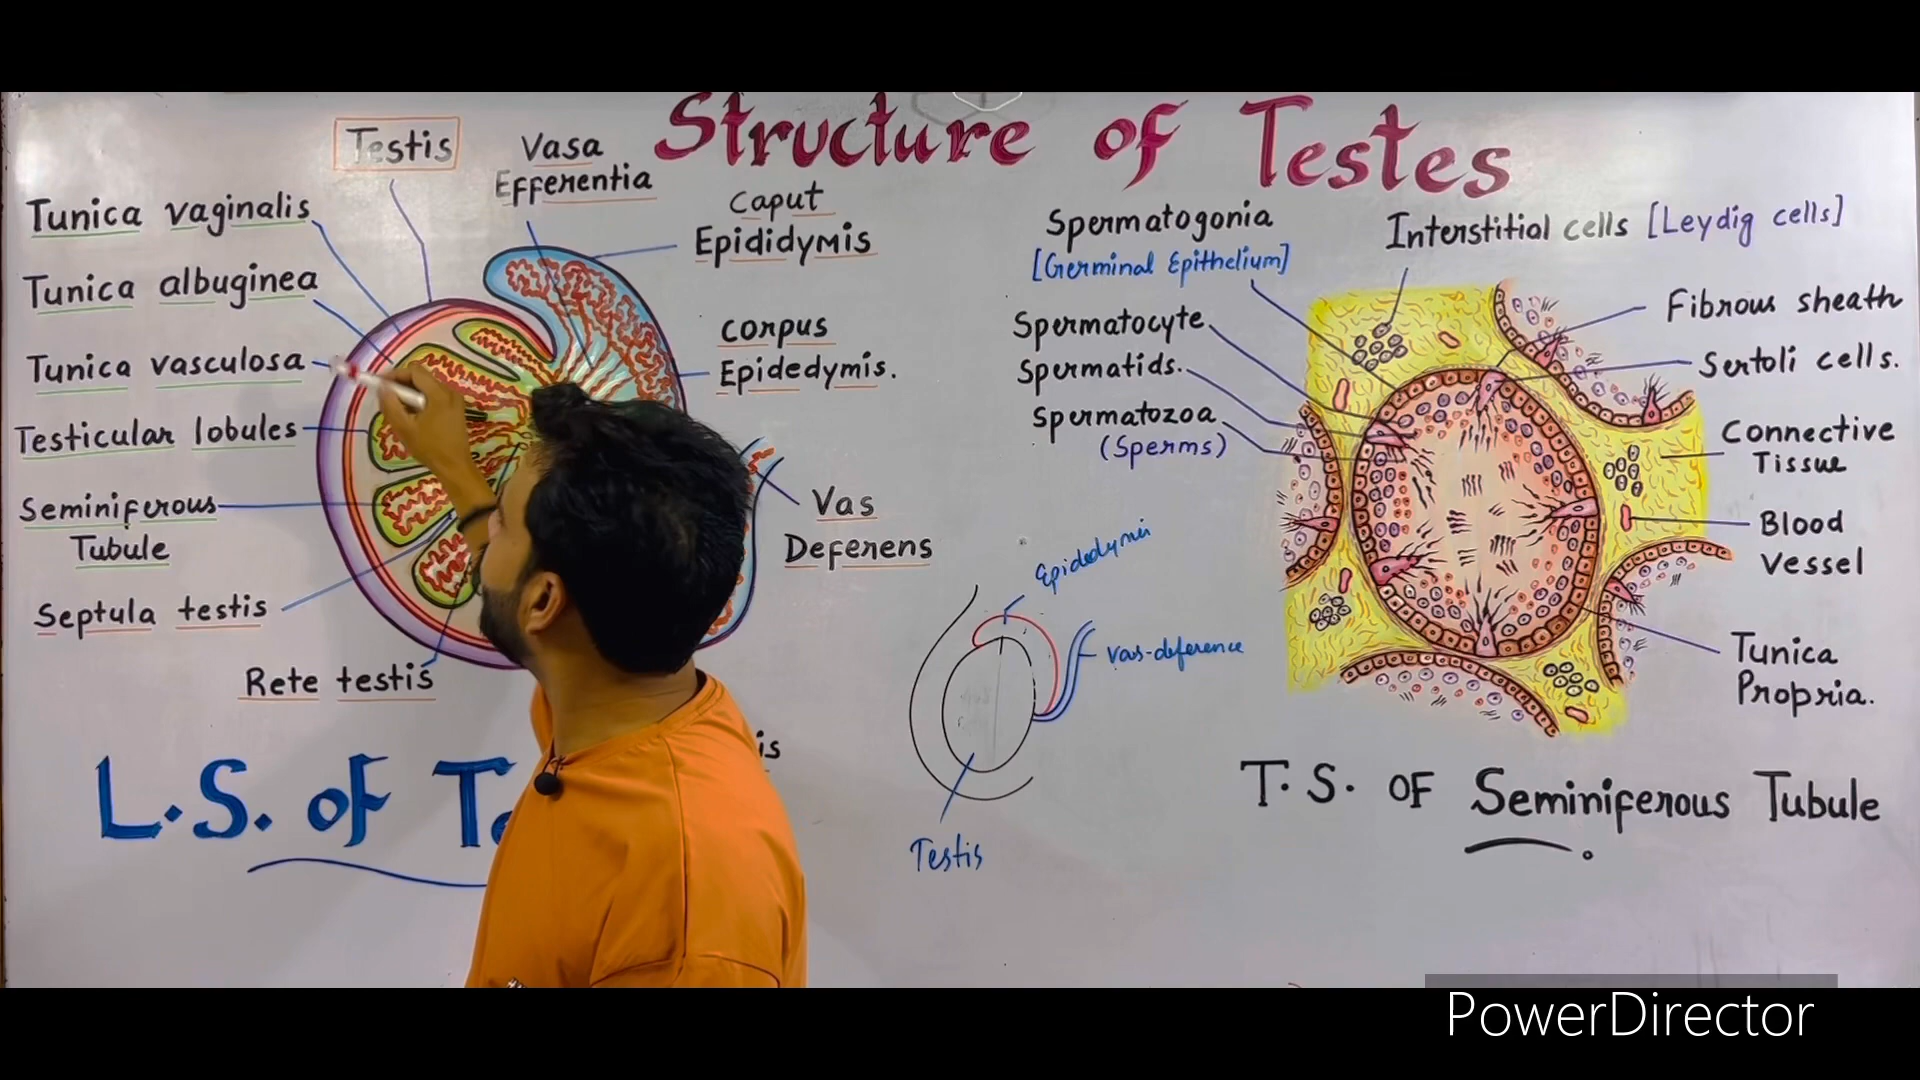 Structure of Testes
Testis
Vasa
Efferentia
Caput
Epididymis
Corpus
Epidedymis.
Tunica vaginalis
Tunica albuginea
Tunica vasculosa
Testicular lobules
Seminiferous
Tubule
Septula testis
Rete testis
Vas
Deferens
is
L.S. of Te
Epidedymis
Vas-deference
Testis
Spermatogonia
[Germinal Epithelium]
Spermatocyte
Spermatids.
Spermatozoa
(Sperms)
Interstitial cells [Leydig cells]
Fibrous sheath
Sertoli cells.
Connective
Tissue
Blood
Vessel
Tunica
Propria.
T.S. of Seminiferous Tubule
PowerDirector